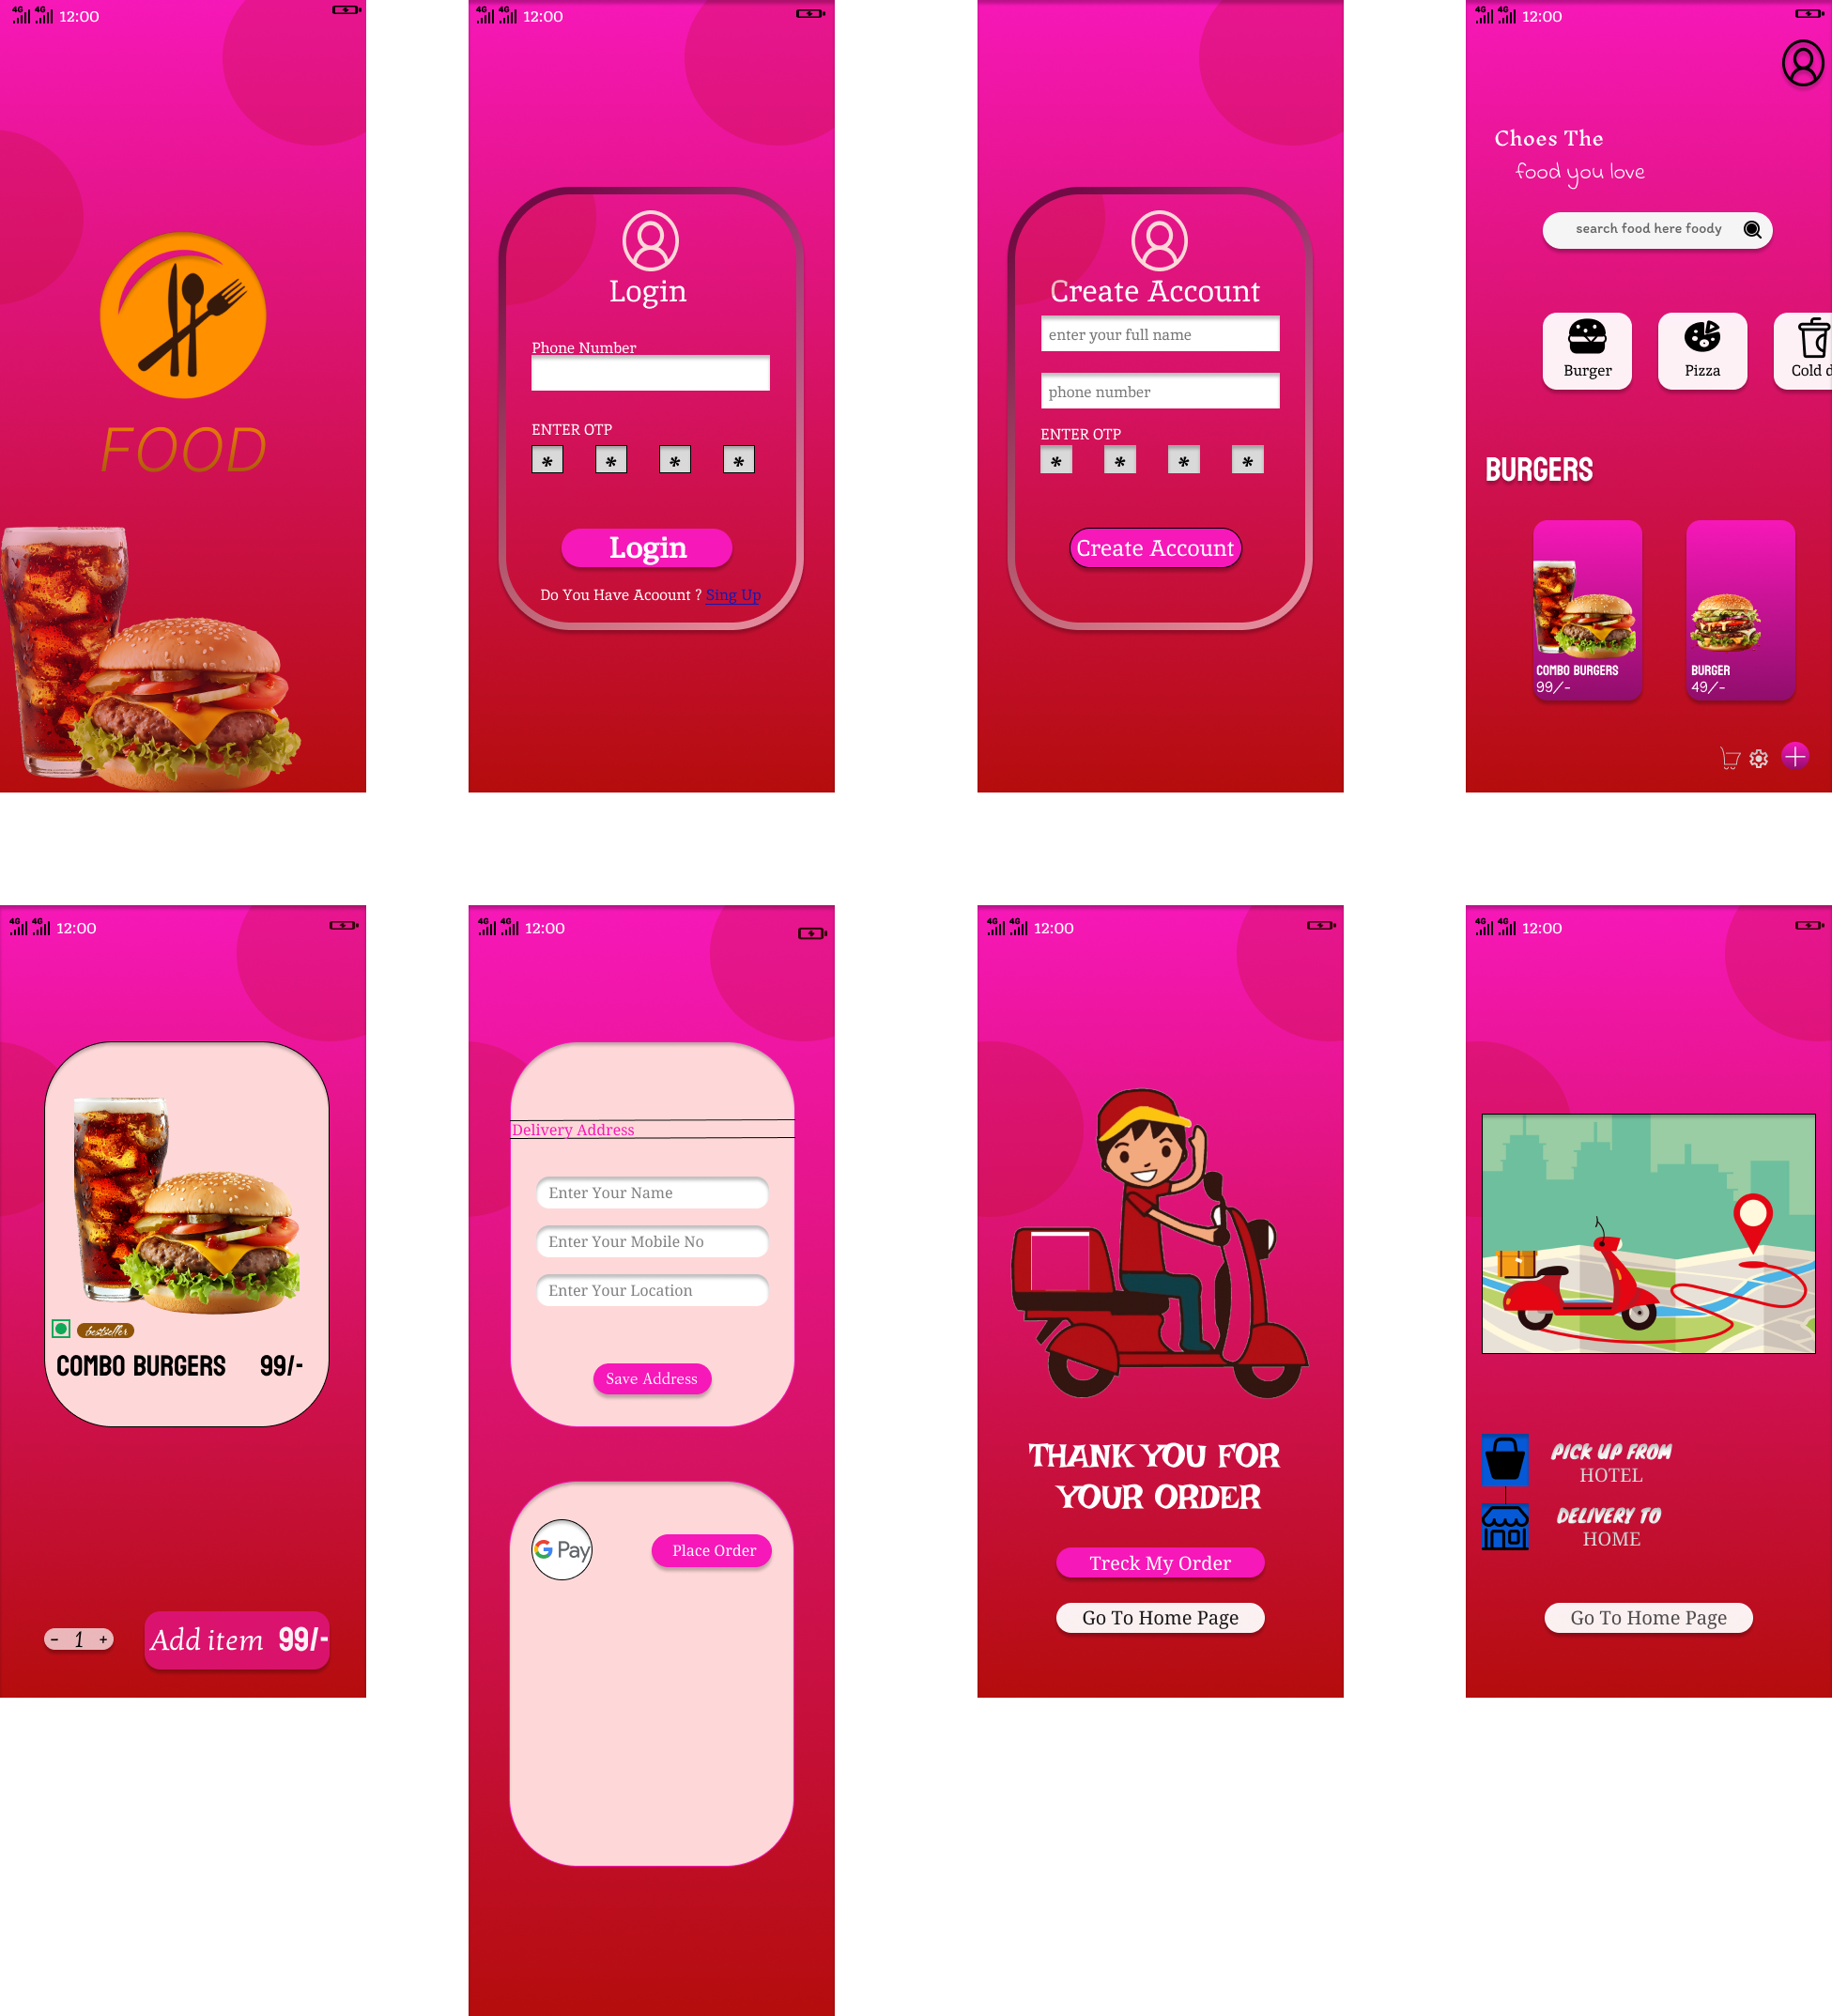 4G 4G 12:00
FOOD
4G 4G 12:00
Login
Phone Number
ENTER OTP
* * * *
Login
Do You Have Acoount ? Sing Up
Create Account
enter your full name
phone number
ENTER OTP
* * * *
Create Account
4G 4G 12:00
Choes The
food you love
search food here foody
Burger Pizza Cold d
BURGERS
COMBO BURGERS
99/-
BURGER
49/-
4G 4G 12:00
bestseller
COMBO BURGERS 99/-
- 1 + Add item 99/-
4G 4G 12:00
Delivery Address
Enter Your Name
Enter Your Mobile No
Enter Your Location
Save Address
G Pay Place Order
4G 4G 12:00
THANK YOU FOR
YOUR ORDER
Treck My Order
Go To Home Page
4G 4G 12:00
PICK UP FROM
HOTEL
DELIVERY TO
HOME
Go To Home Page